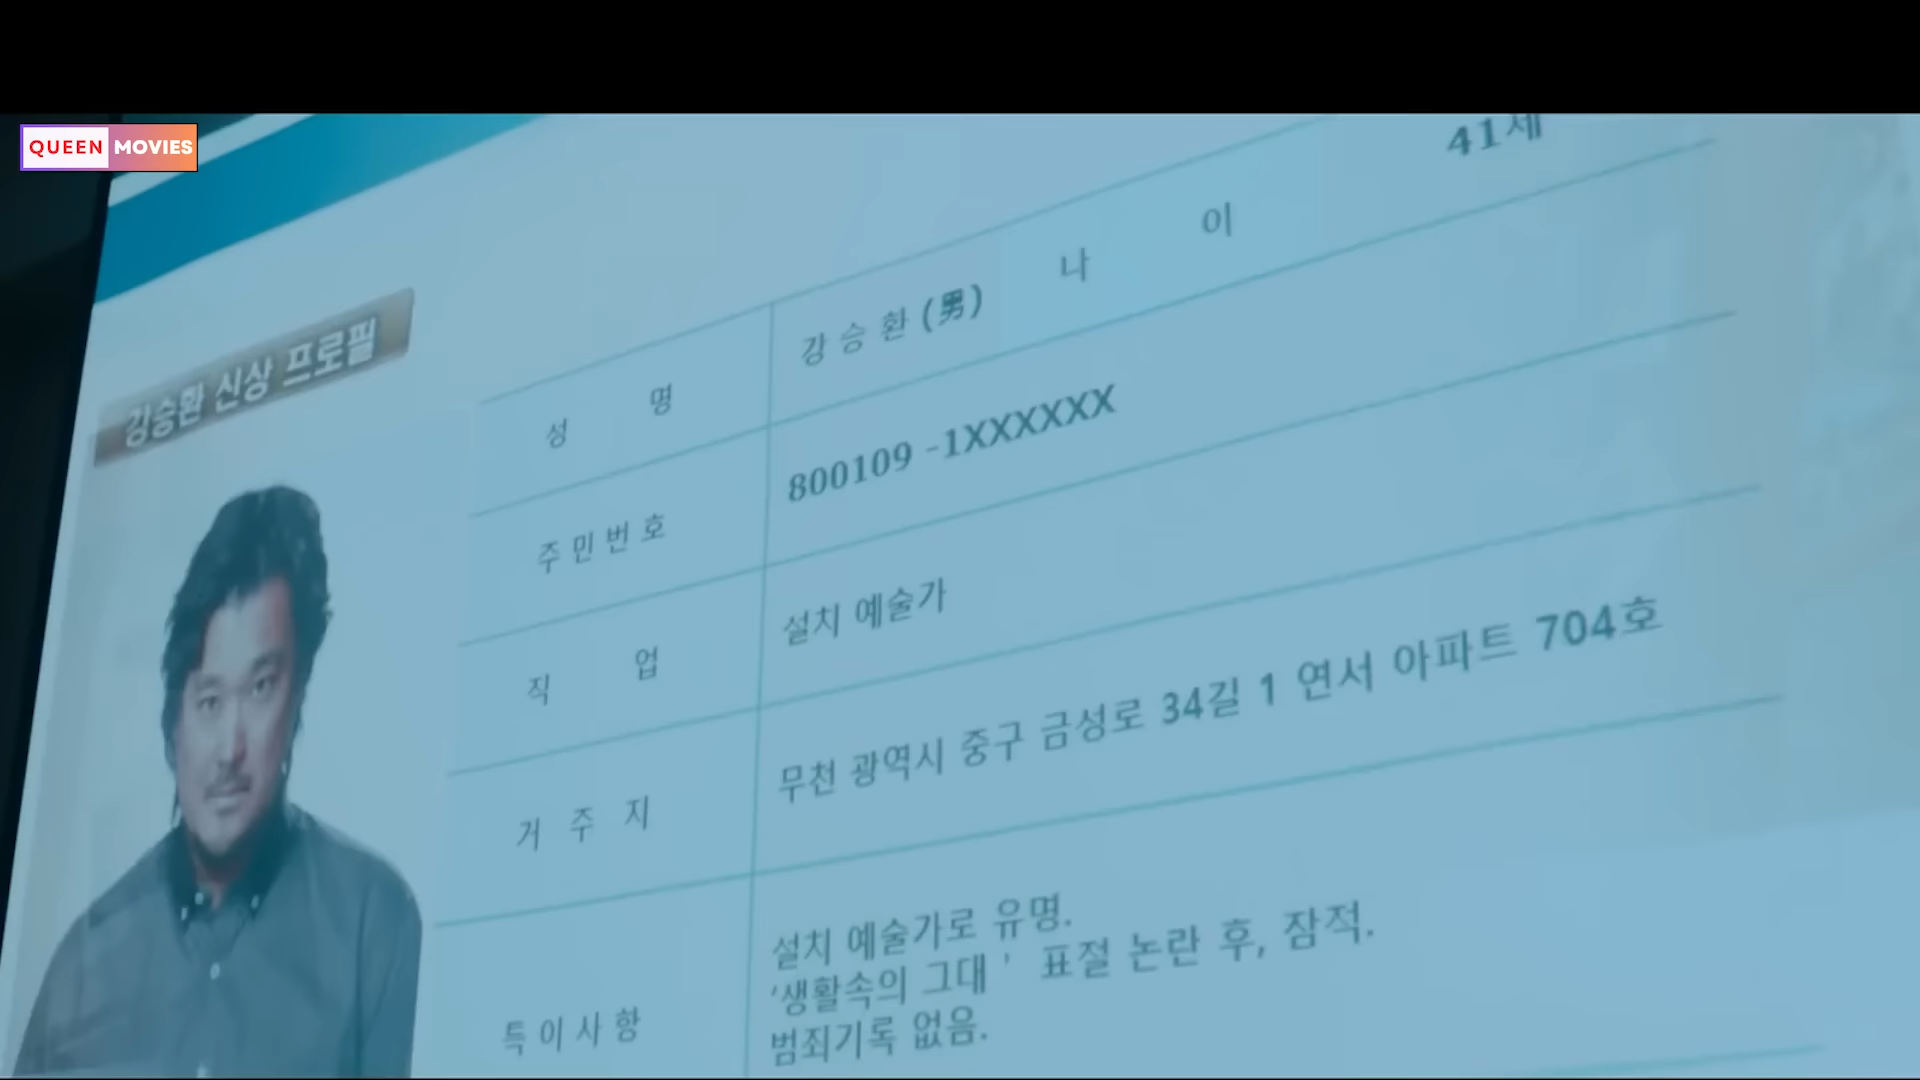 QUEEN MOVIES
강승환 신상 프로필
성 명 강승환 (男) 나 이 41세
주민번호 800109 -1XXXXXX
직 업 설치 예술가
거 주 지 무천 광역시 중구 금성로 34길 1 연서 아파트 704호
특이사항
설치 예술가로 유명.
'생활속의 그대 ' 표절 논란 후, 잠적.
범죄기록 없음.